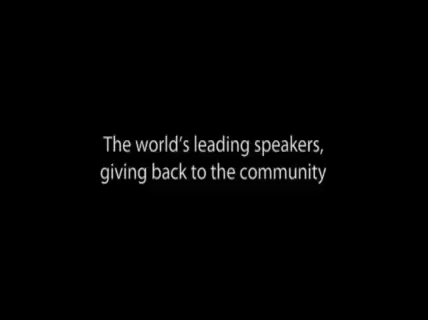 The world's leading speakers,
giving back to the community